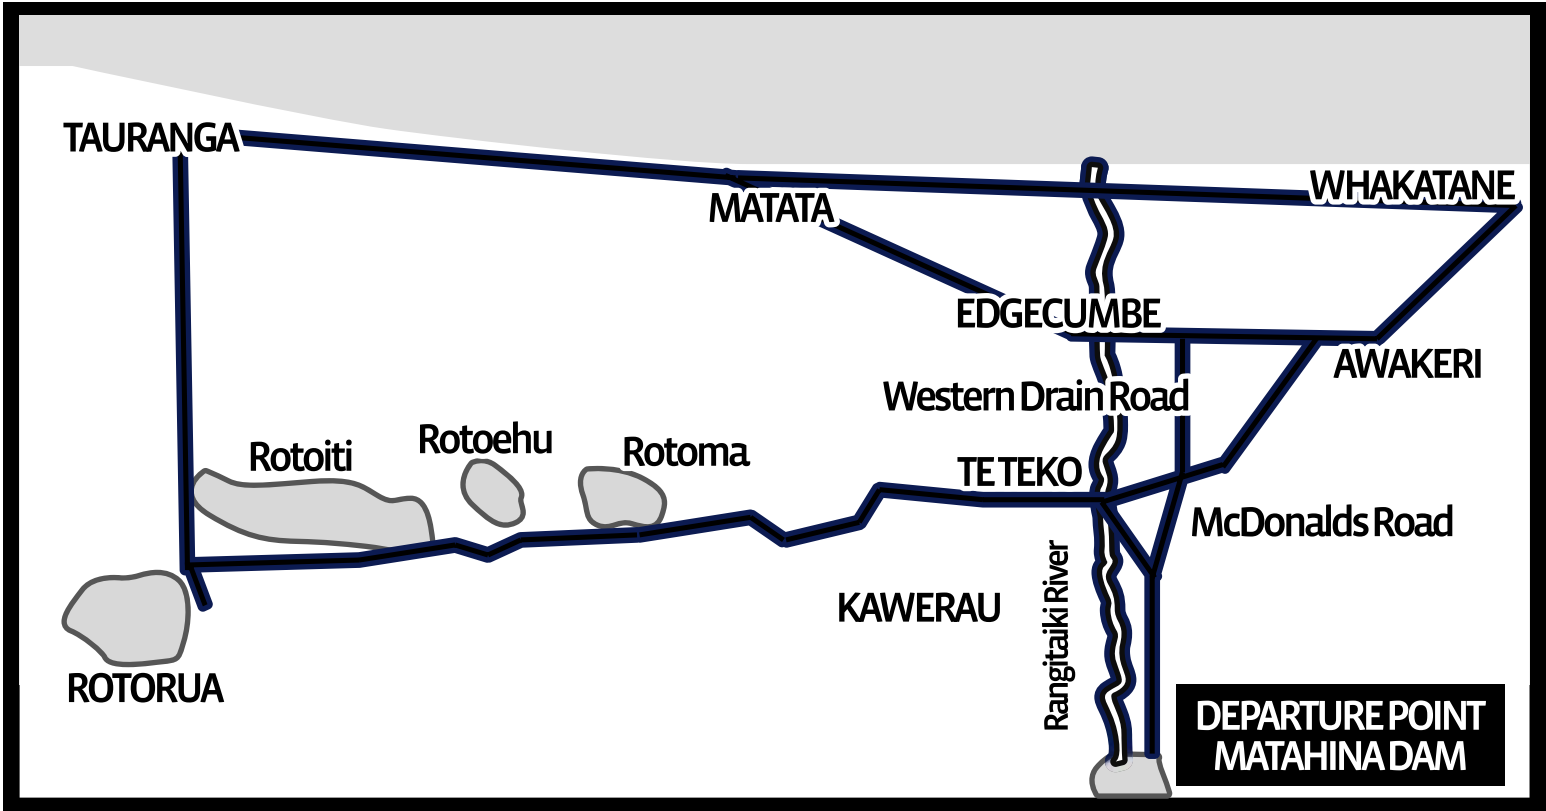 TAURANGA
WHAKATANE
MATATA
EDGECUMBE
AWAKERI
Western Drain Road
Rotoiti
Rotoehu
Rotoma
TE TEKO
McDonalds Road
Rangitaiki River
KAWERAU
ROTORUA
DEPARTURE POINT
MATAHINA DAM